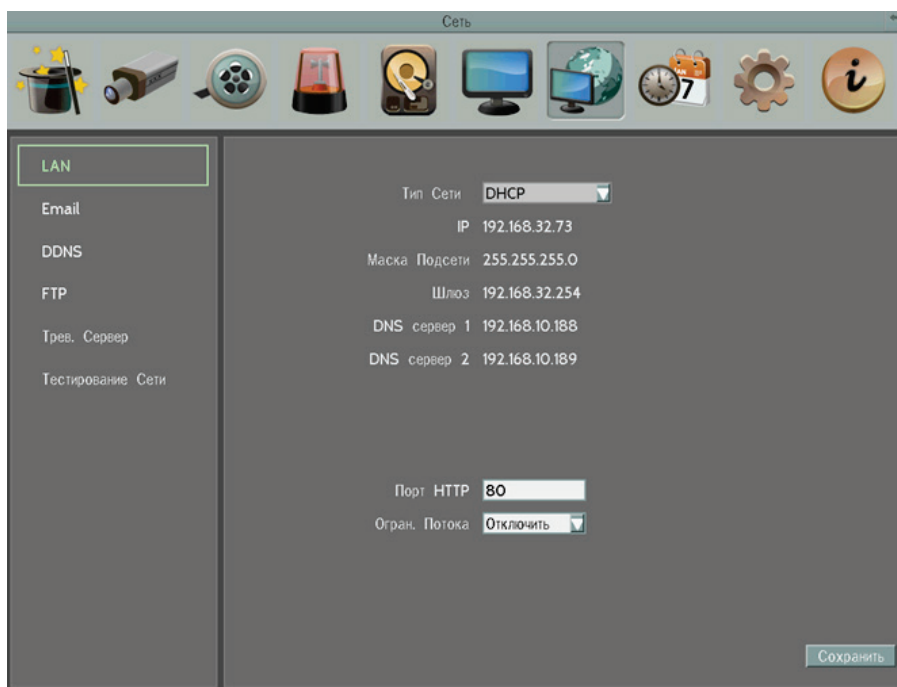 Сеть
LAN
Email
DDNS
FTP
Трев. Сервер
Тестирование Сети
Тип Сети DHCP
IP 192.168.32.73
Маска Подсети 255.255.255.0
Шлюз 192.168.32.254
DNS сервер 1 192.168.10.188
DNS сервер 2 192.168.10.189
Порт HTTP 80
Огран. Потока Отключить
Сохранить